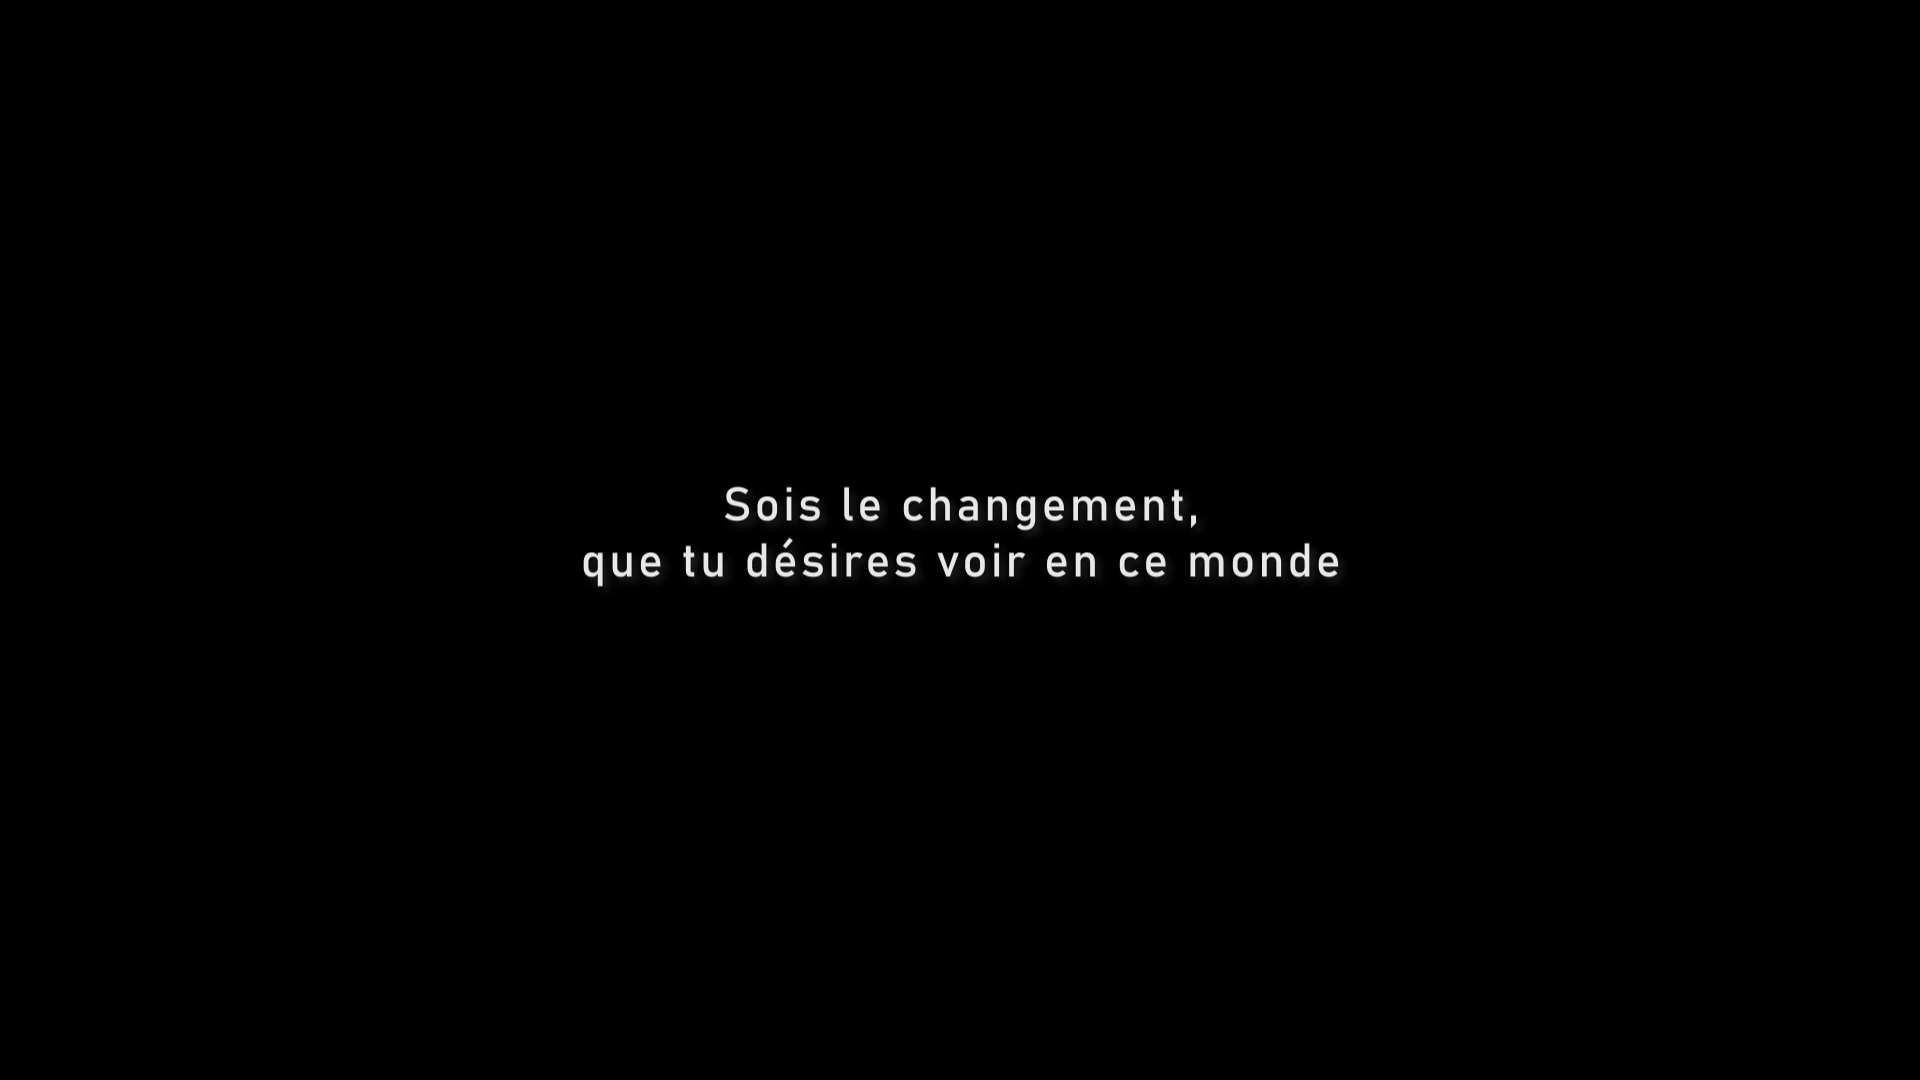 Sois le changement,
que tu désires voir en ce monde